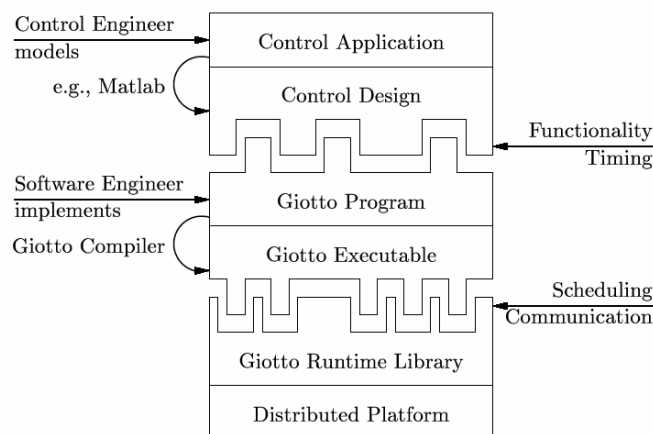 Control Engineer
models
Control Application
e.g., Matlab
Control Design
Functionality
Timing
Software Engineer
implements
Giotto Program
Giotto Compiler
Giotto Executable
Scheduling
Communication
Giotto Runtime Library
Distributed Platform